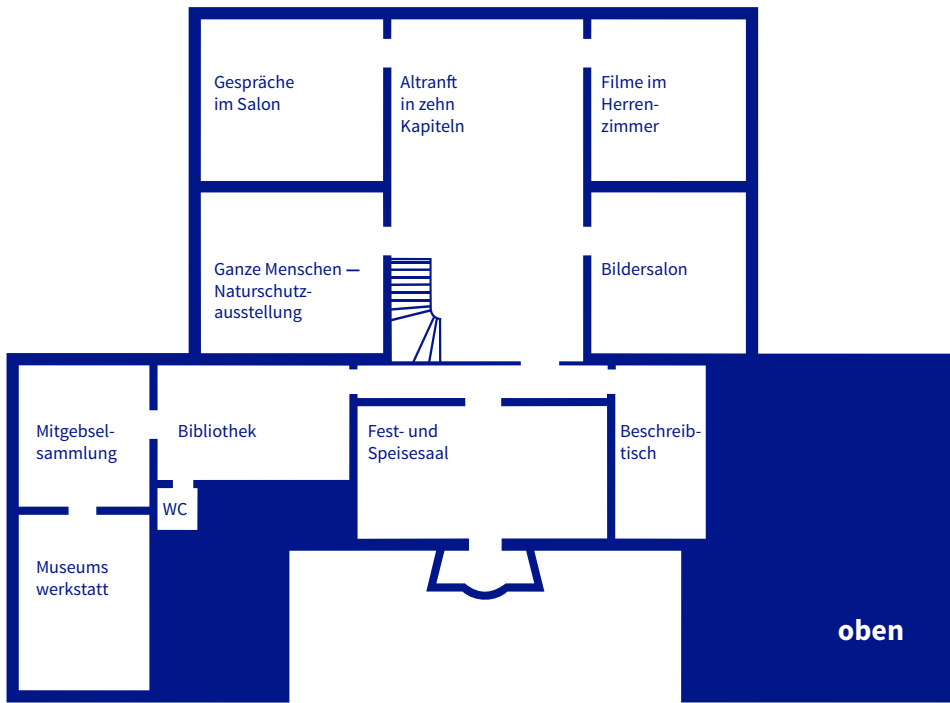 Gespräche
im Salon
Altranft
in zehn
Kapiteln
Filme im
Herren-
zimmer
Ganze Menschen —
Naturschutz-
ausstellung
Bildersalon
Mitgebsel-
sammlung
Bibliothek
Fest- und
Speisesaal
Beschreib-
tisch
WC
Museums
werkstatt
oben